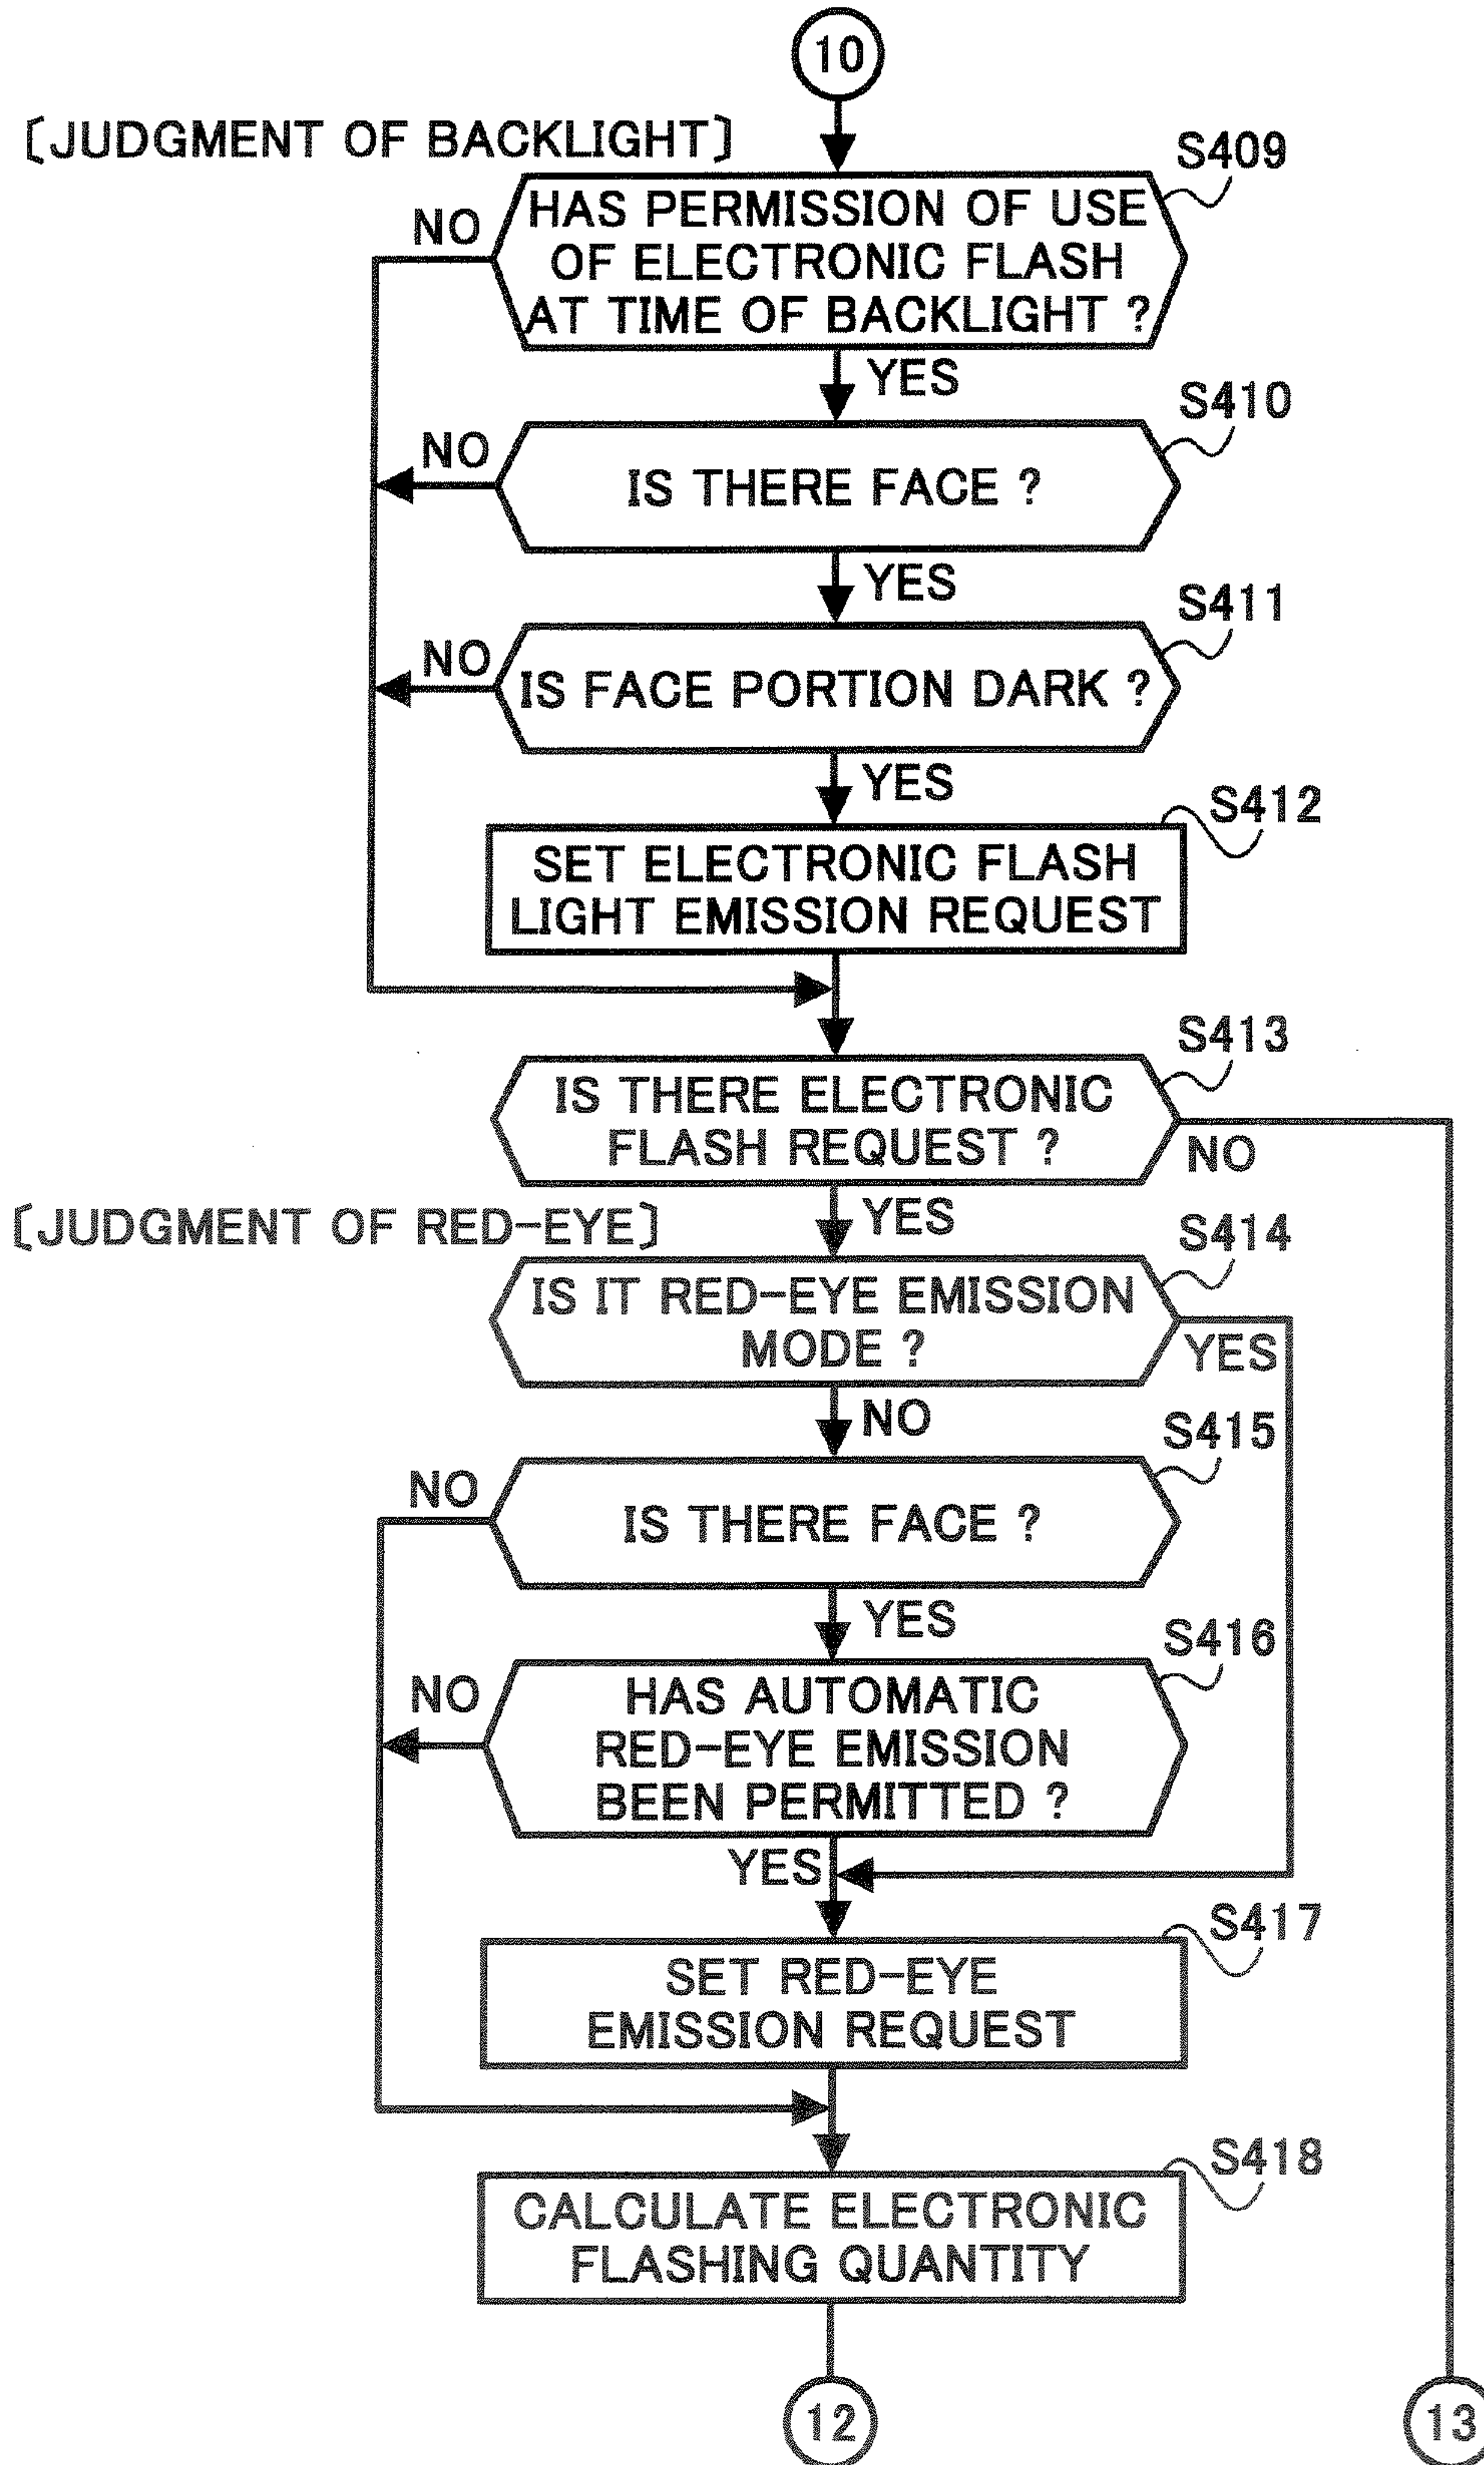 10
[JUDGMENT OF BACKLIGHT]
S409
NO
HAS PERMISSION OF USE
OF ELECTRONIC FLASH
AT TIME OF BACKLIGHT ?
YES
S410
NO
IS THERE FACE ?
YES
S411
NO
IS FACE PORTION DARK ?
YES
S412
SET ELECTRONIC FLASH
LIGHT EMISSION REQUEST
S413
IS THERE ELECTRONIC
FLASH REQUEST ?
NO
YES
[JUDGMENT OF RED-EYE]
S414
IS IT RED-EYE EMISSION
MODE ?
YES
NO
S415
NO
IS THERE FACE ?
YES
S416
NO
HAS AUTOMATIC
RED-EYE EMISSION
BEEN PERMITTED ?
YES
S417
SET RED-EYE
EMISSION REQUEST
S418
CALCULATE ELECTRONIC
FLASHING QUANTITY
12
13